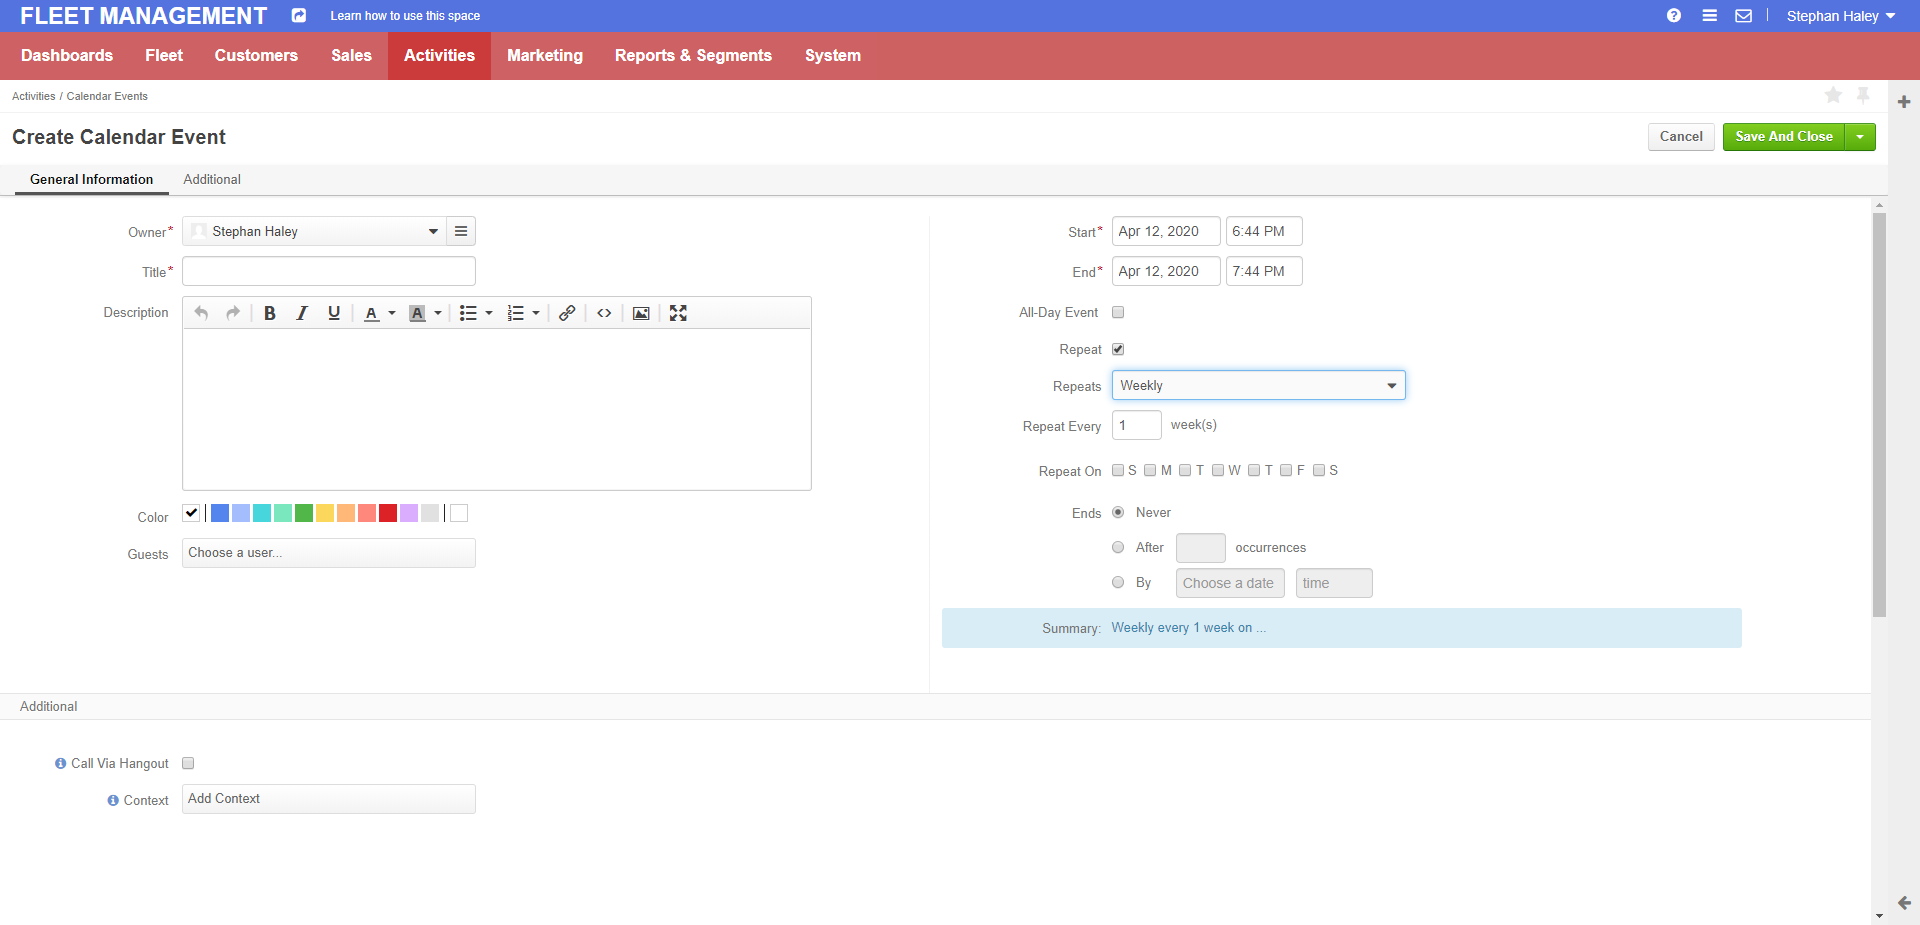 FLEET MANAGEMENT Learn how to use this space Stephan Haley
Dashboards Fleet Customers Sales Activities Marketing Reports & Segments System
Activities / Calendar Events
Create Calendar Event Cancel Save And Close
General Information Additional
Owner* Stephan Haley
Title*
Description B I U A A
Color
Guests Choose a user...
Start* Apr 12, 2020 6:44 PM
End* Apr 12, 2020 7:44 PM
All-Day Event
Repeat
Repeats Weekly
Repeat Every 1 week(s)
Repeat On S M T W T F S
Ends Never
After occurrences
By Choose a date time
Summary: Weekly every 1 week on ...
Additional
Call Via Hangout
Context Add Context